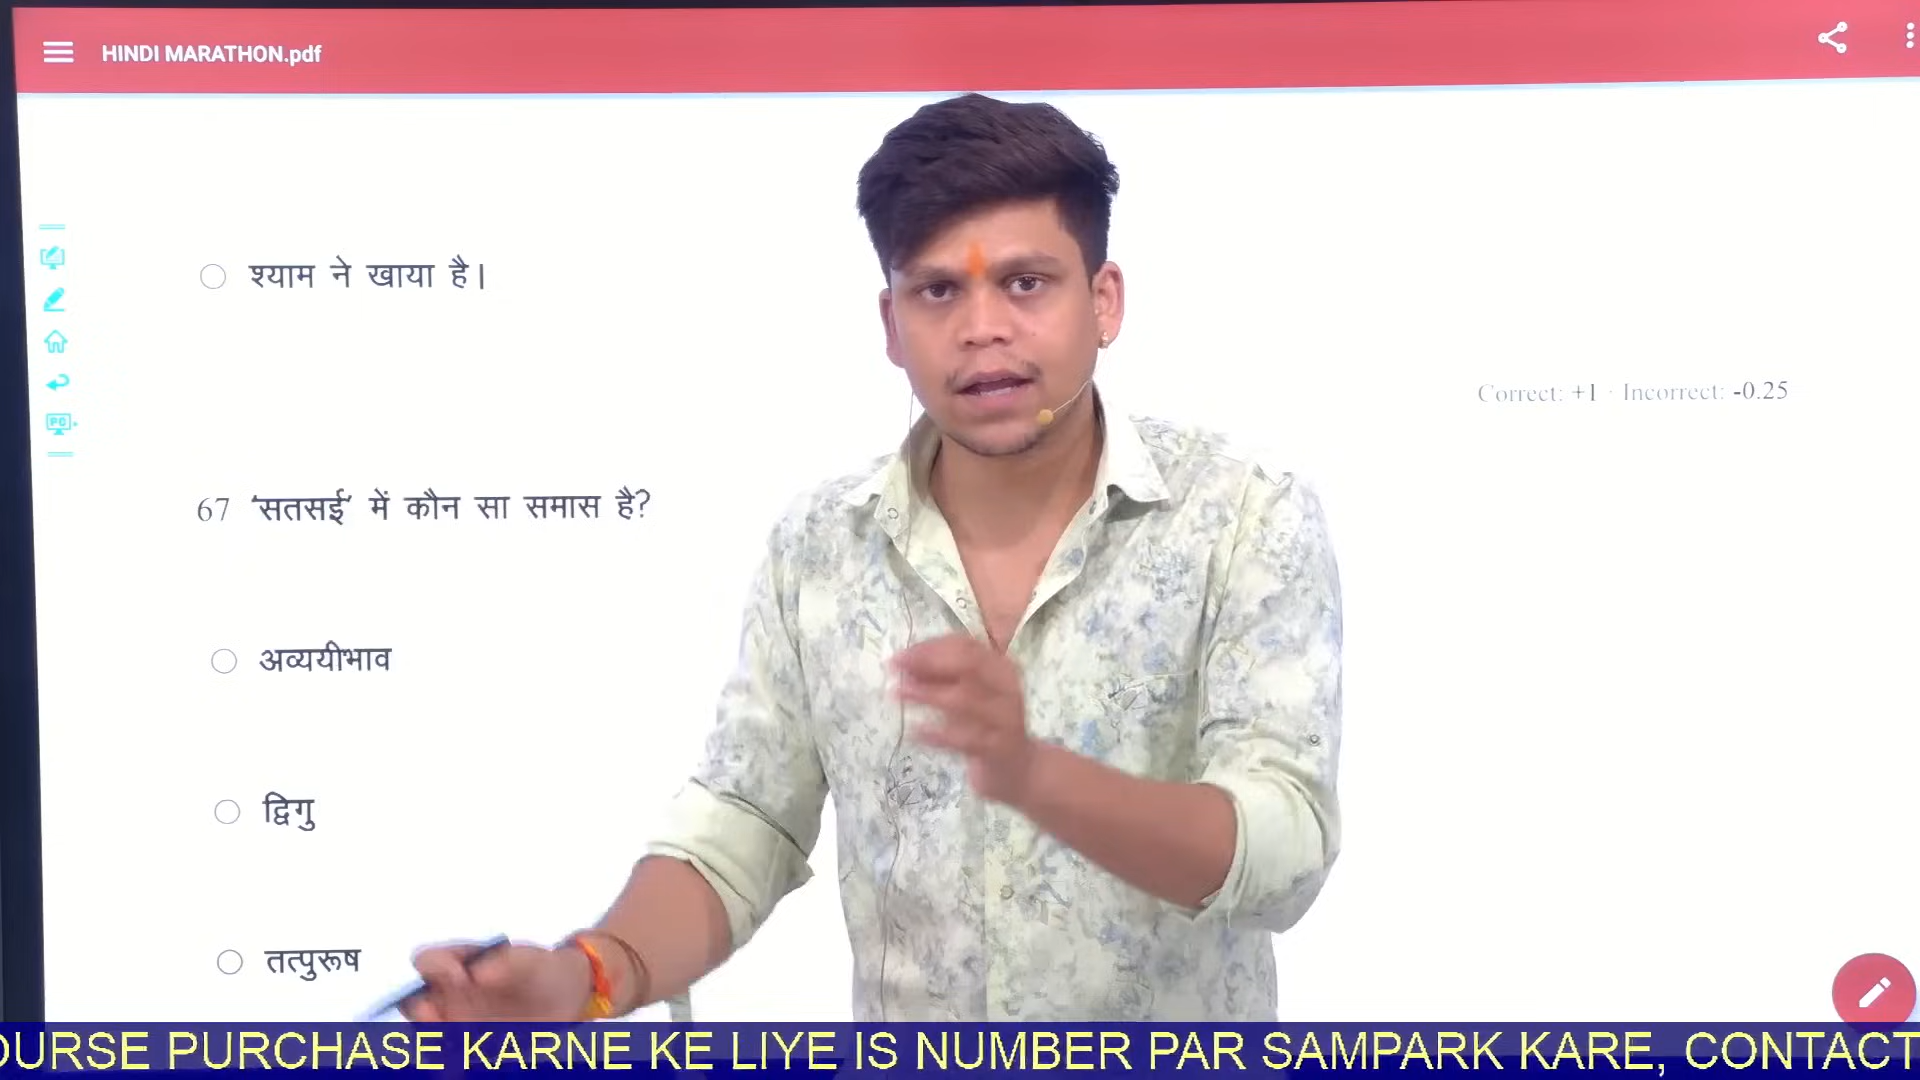 HINDI MARATHON.pdf
श्याम ने खाया है।
Correct: +1 · Incorrect: -0.25
67 ‘सतसई’ में कौन सा समास है?
अव्ययीभाव
द्विगु
तत्पुरूष
PURCHASE KARNE KE LIYE IS NUMBER PAR SAMPARK KARE, CONTACT